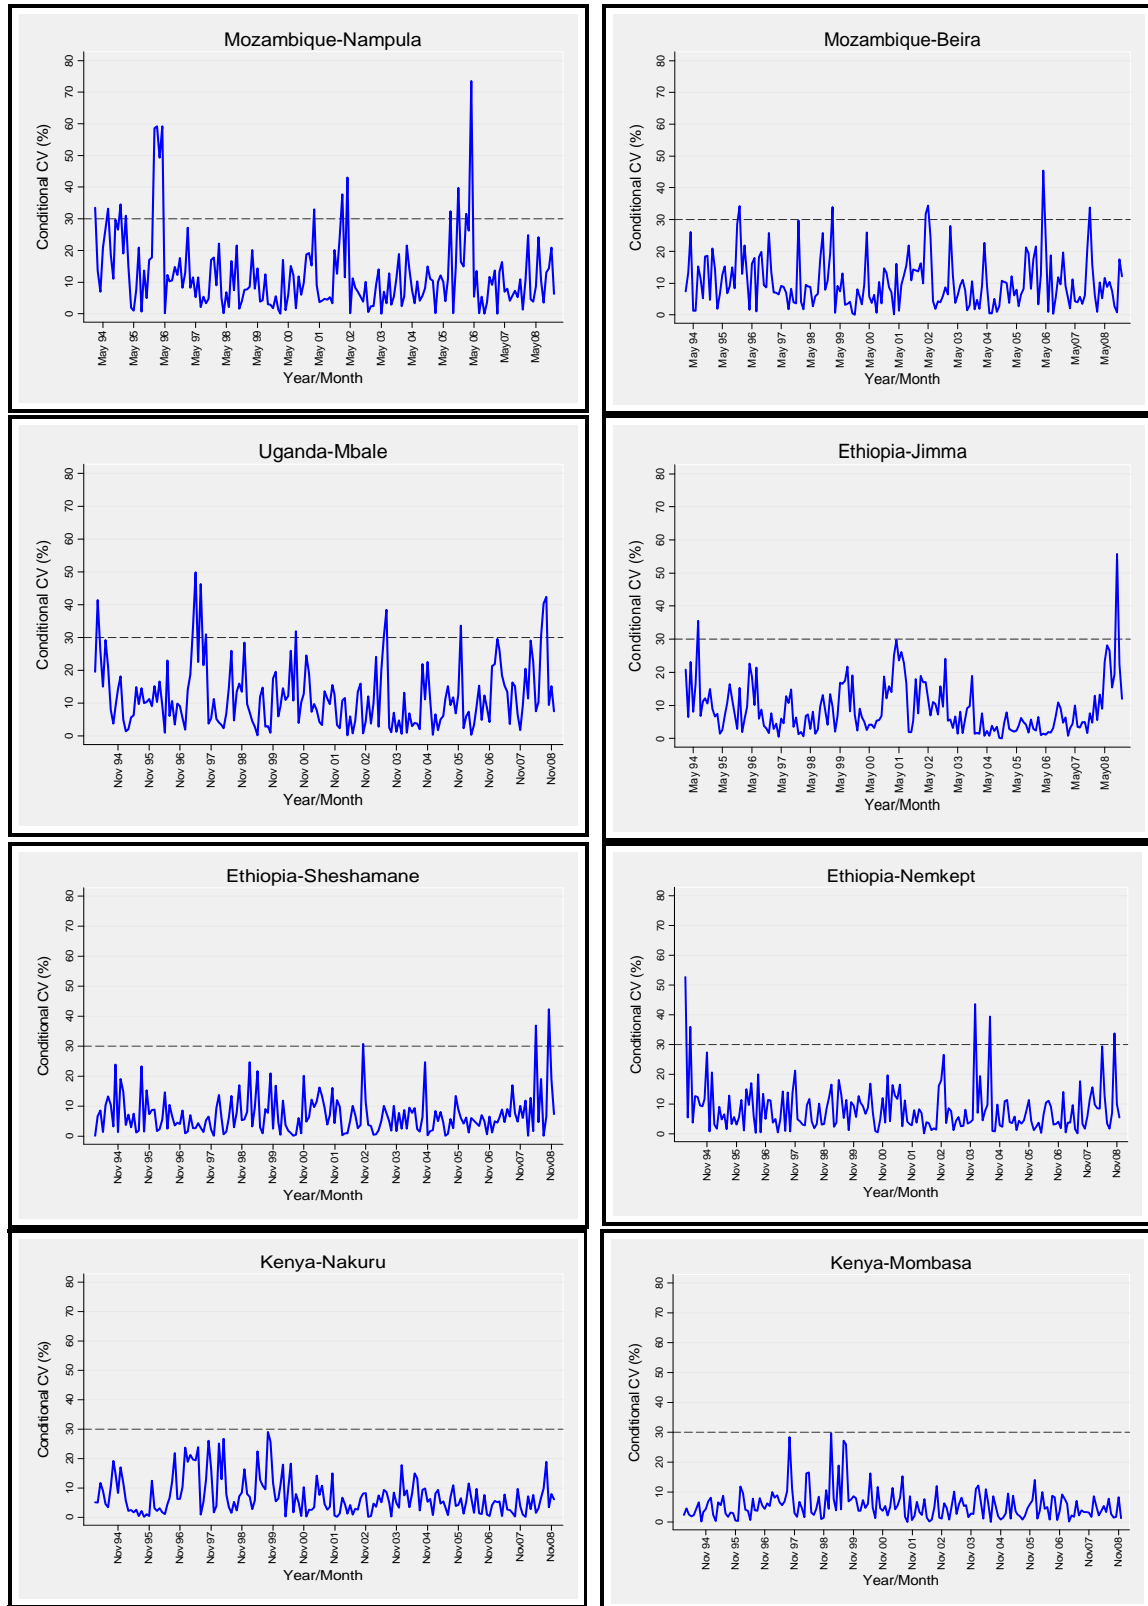 Mozambique-Nampula
Conditional CV (%)
80
70
60
50
40
30
20
10
0
May 94 May 95 May 96 May 97 May 98 May 99 May 00 May 01 May 02 May 03 May 04 May 05 May 06 May07 May08
Year/Month
Mozambique-Beira
Conditional CV (%)
80
70
60
50
40
30
20
10
0
May 94 May 95 May 96 May 97 May 98 May 99 May 00 May 01 May 02 May 03 May 04 May 05 May 06 May07 May08
Year/Month
Uganda-Mbale
Conditional CV (%)
80
70
60
50
40
30
20
10
0
Nov 94 Nov 95 Nov 96 Nov 97 Nov 98 Nov 99 Nov 00 Nov 01 Nov 02 Nov 03 Nov 04 Nov 05 Nov 06 Nov07 Nov08
Year/Month
Ethiopia-Jimma
Conditional CV (%)
80
70
60
50
40
30
20
10
0
May 94 May 95 May 96 May 97 May 98 May 99 May 00 May 01 May 02 May 03 May 04 May 05 May 06 May07 May08
Year/Month
Ethiopia-Sheshamane
Conditional CV (%)
80
70
60
50
40
30
20
10
0
Nov 94 Nov 95 Nov 96 Nov 97 Nov 98 Nov 99 Nov 00 Nov 01 Nov 02 Nov 03 Nov 04 Nov 05 Nov 06 Nov07 Nov08
Year/Month
Ethiopia-Nemkept
Conditional CV (%)
80
70
60
50
40
30
20
10
0
Nov 94 Nov 95 Nov 96 Nov 97 Nov 98 Nov 99 Nov 00 Nov 01 Nov 02 Nov 03 Nov 04 Nov 05 Nov 06 Nov07 Nov08
Year/Month
Kenya-Nakuru
Conditional CV (%)
80
70
60
50
40
30
20
10
0
Nov 94 Nov 95 Nov 96 Nov 97 Nov 98 Nov 99 Nov 00 Nov 01 Nov 02 Nov 03 Nov 04 Nov 05 Nov 06 Nov07 Nov08
Year/Month
Kenya-Mombasa
Conditional CV (%)
80
70
60
50
40
30
20
10
0
Nov 94 Nov 95 Nov 96 Nov 97 Nov 98 Nov 99 Nov 00 Nov 01 Nov 02 Nov 03 Nov 04 Nov 05 Nov 06 Nov07 Nov08
Year/Month